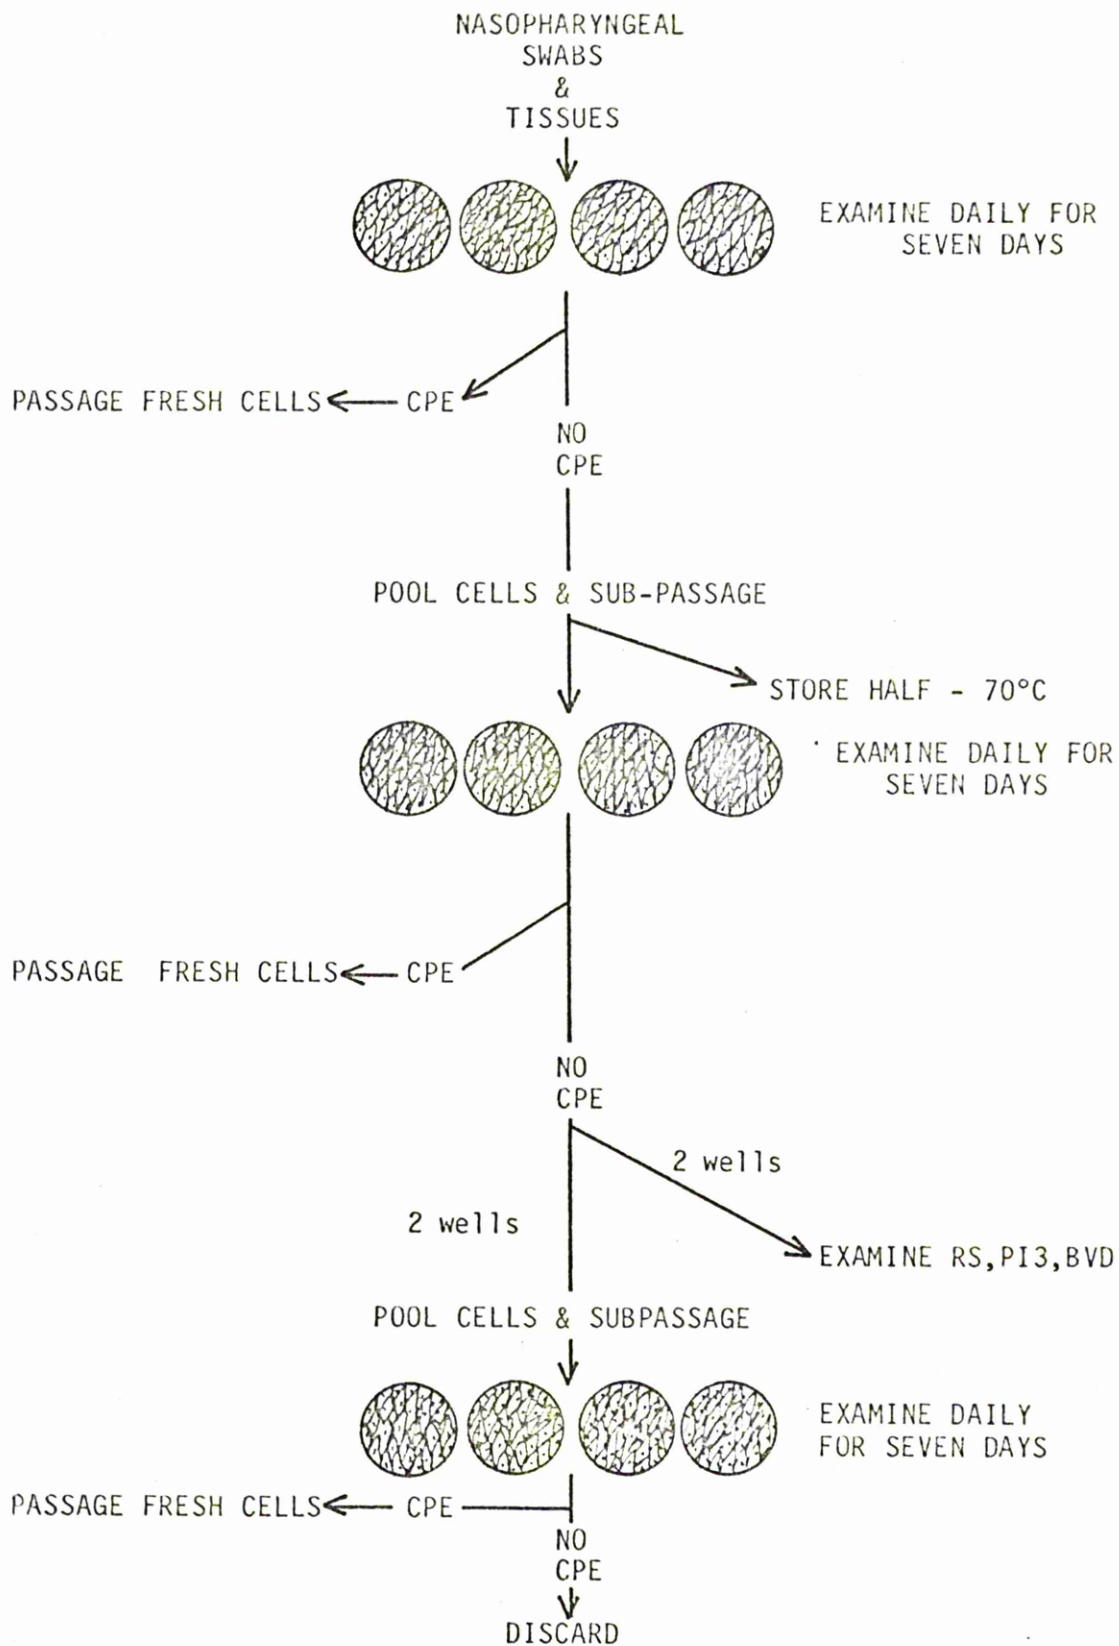 NASOPHARYNGEAL
SWABS
&
TISSUES
EXAMINE DAILY FOR
SEVEN DAYS
PASSAGE FRESH CELLS
CPE
NO
CPE
POOL CELLS & SUB-PASSAGE
STORE HALF - 70°C
EXAMINE DAILY FOR
SEVEN DAYS
PASSAGE FRESH CELLS
CPE
NO
CPE
2 wells
2 wells
EXAMINE RS,PI3,BVD
POOL CELLS & SUBPASSAGE
EXAMINE DAILY
FOR SEVEN DAYS
PASSAGE FRESH CELLS
CPE
NO
CPE
DISCARD